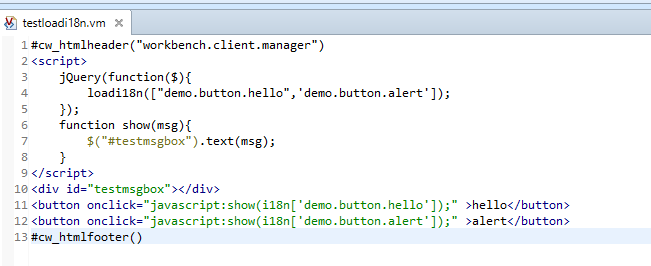 testloadi18n.vm
1 #cw_htmlheader("workbench.client.manager")
2 <script>
3     jQuery(function($){
4         loadi18n(["demo.button.hello",'demo.button.alert']);
5     });
6     function show(msg){
7         $("#testmsgbox").text(msg);
8     }
9 </script>
10 <div id="testmsgbox"></div>
11 <button onclick="javascript:show(i18n['demo.button.hello']);" >hello</button>
12 <button onclick="javascript:show(i18n['demo.button.alert']);" >alert</button>
13 #cw_htmlfooter()